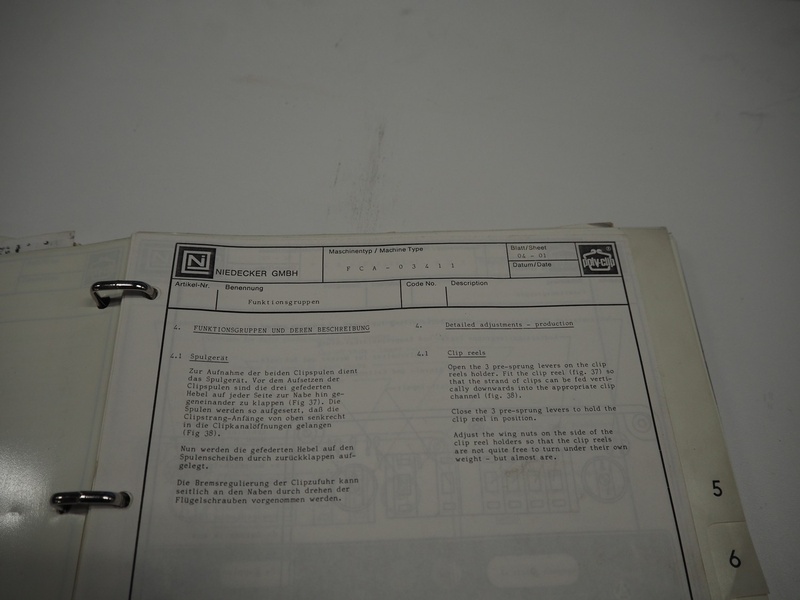 NIEDECKER GMBH
Maschinentyp / Machine Type
FCA-03411
Blatt/Sheet
04 - 01
Datum/Date
poly-clip
Artikel-Nr.
Benennung
Funktionsgruppen
Code No.
Description
4. FUNKTIONSGRUPPEN UND DEREN BESCHREIBUNG
4.1 Spulgerät
Zur Aufnahme der beiden Clipspulen dient
das Spulgerät. Vor dem Aufsetzen der
Clipspulen sind die drei gefederten
Hebel auf jeder Seite zur Nabe hin ge-
geneinander zu klappen (Fig 37). Die
Spulen werden so aufgesetzt, daß die
Clipstrang-Anfänge von oben senkrecht
in die Clipkanalöffnungen gelangen
(Fig 38).
Nun werden die gefederten Hebel auf den
Spulenscheiben durch zurückklappen auf-
gelegt.
Die Bremsregulierung der Clipzufuhr kann
seitlich an den Naben durch drehen der
Flügelschrauben vorgenommen werden.
4. Detailed adjustments - production
4.1 Clip reels
Open the 3 pre-sprung levers on the clip
reels holder. Fit the clip reel (fig. 37) so
that the strand of clips can be fed verti-
cally downwards into the appropriate clip
channel (fig. 38).
Close the 3 pre-sprung levers to hold the
clip reel in position.
Adjust the wing nuts on the side of the
clip reel holders so that the clip reels
are not quite free to turn under their own
weight - but almost are.
5
6